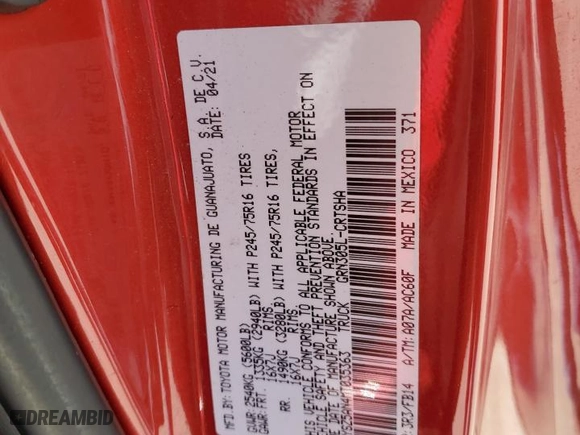 MFD.BY: TOYOTA MOTOR MANUFACTURING DE GUANAJUATO, S.A. DE C.V.
DATE: 04/21
GVWR 2540KG (5600LB)
GAWR FRT. 1335KG (2940LB) WITH P245/75R16 TIRES
16X7J RIMS,
RR. 1490KG (3280LB) WITH P245/75R16 TIRES,
16X7J RIMS.
THIS VEHICLE CONFORMS TO ALL APPLICABLE FEDERAL MOTOR
VEHICLE SAFETY AND THEFT PREVENTION STANDARDS IN EFFECT ON
THE DATE OF MANUFACTURE SHOWN ABOVE.
TRUCK GRN305L-CRTSHA
3R3/FB14 A/TM: A07A/AC60F MADE IN MEXICO 371
DREAMBID.COM